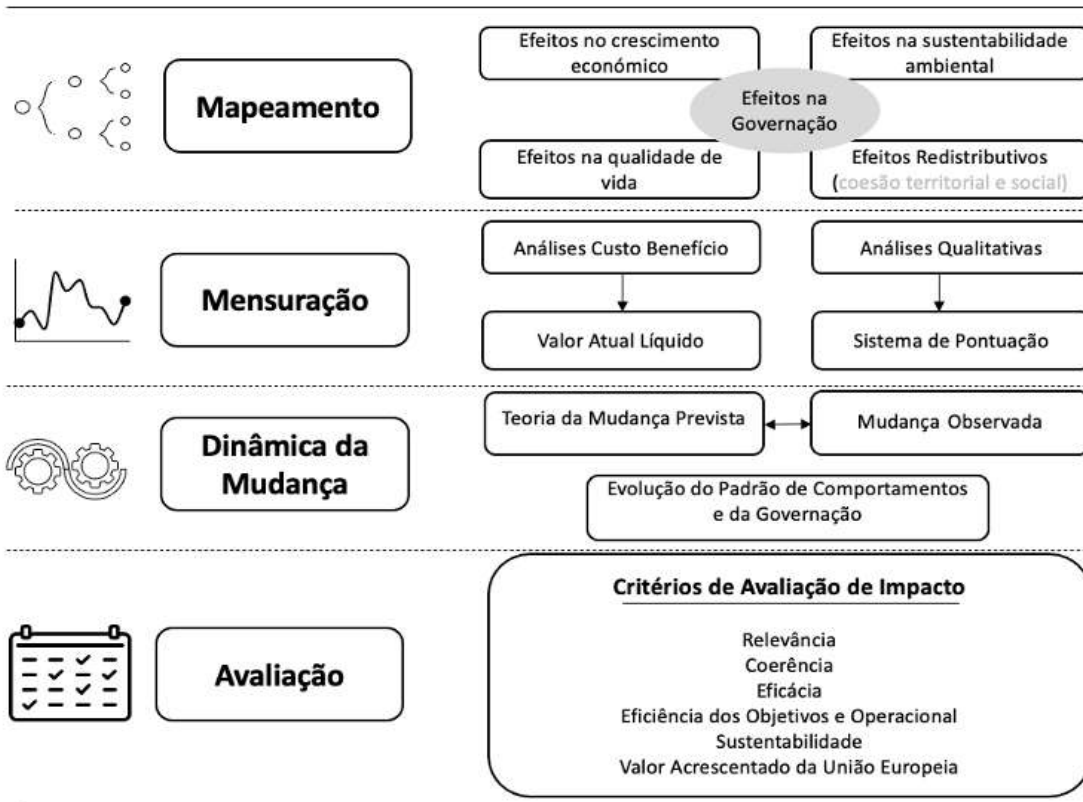 Mapeamento
Efeitos no crescimento
económico
Efeitos na sustentabilidade
ambiental
Efeitos na
Governação
Efeitos na qualidade de
vida
Efeitos Redistributivos
(coesão territorial e social)
Mensuração
Análises Custo Benefício
Análises Qualitativas
Valor Atual Líquido
Sistema de Pontuação
Dinâmica da
Mudança
Teoria da Mudança Prevista
Mudança Observada
Evolução do Padrão de Comportamentos
e da Governação
Avaliação
Critérios de Avaliação de Impacto
Relevância
Coerência
Eficácia
Eficiência dos Objetivos e Operacional
Sustentabilidade
Valor Acrescentado da União Europeia